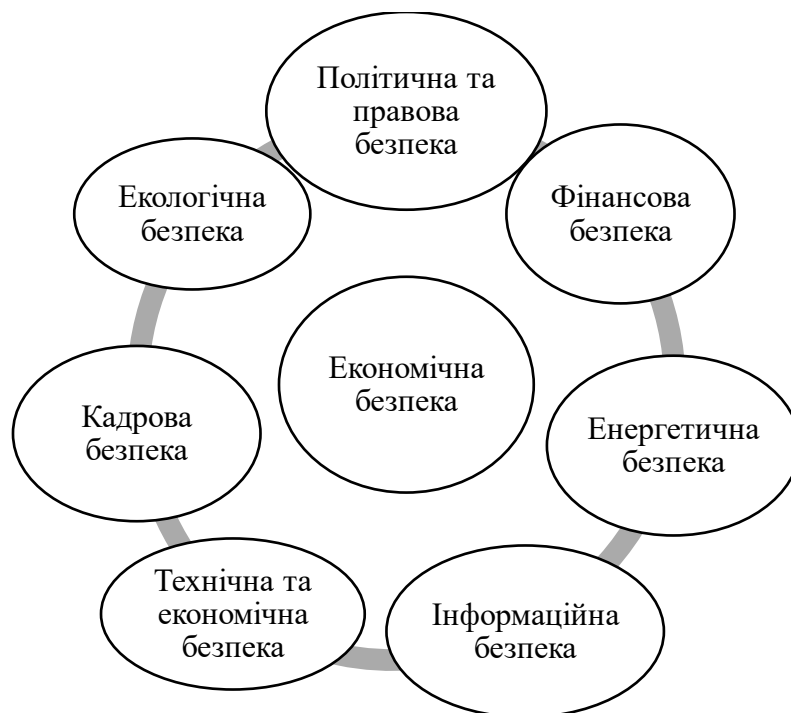 Політична та
правова
безпека
Екологічна
безпека
Фінансова
безпека
Економічна
безпека
Кадрова
безпека
Енергетична
безпека
Технічна та
економічна
безпека
Інформаційна
безпека